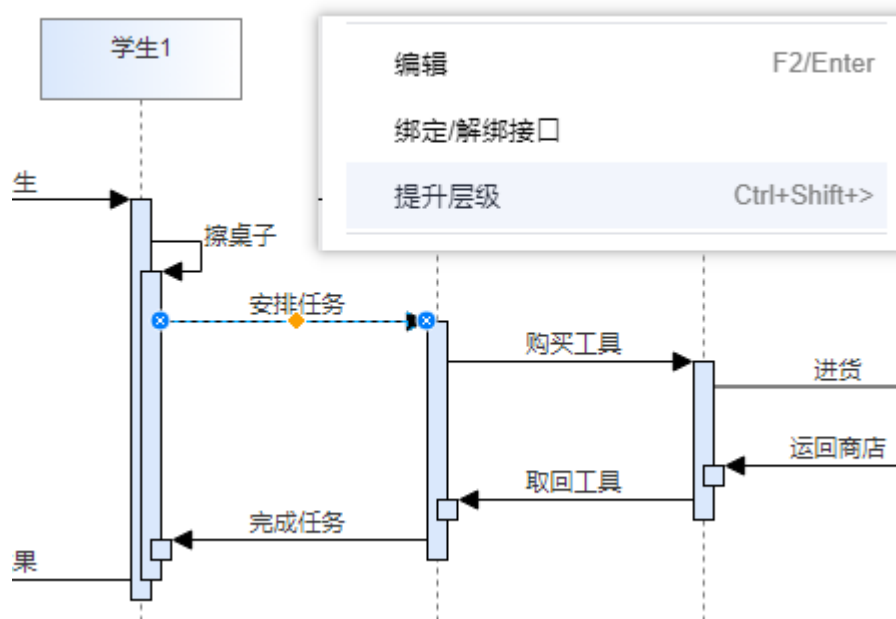 学生1
编辑 F2/Enter
绑定/解绑接口
提升层级 Ctrl+Shift+>
生
擦桌子
安排任务
购买工具
进货
运回商店
取回工具
完成任务
果